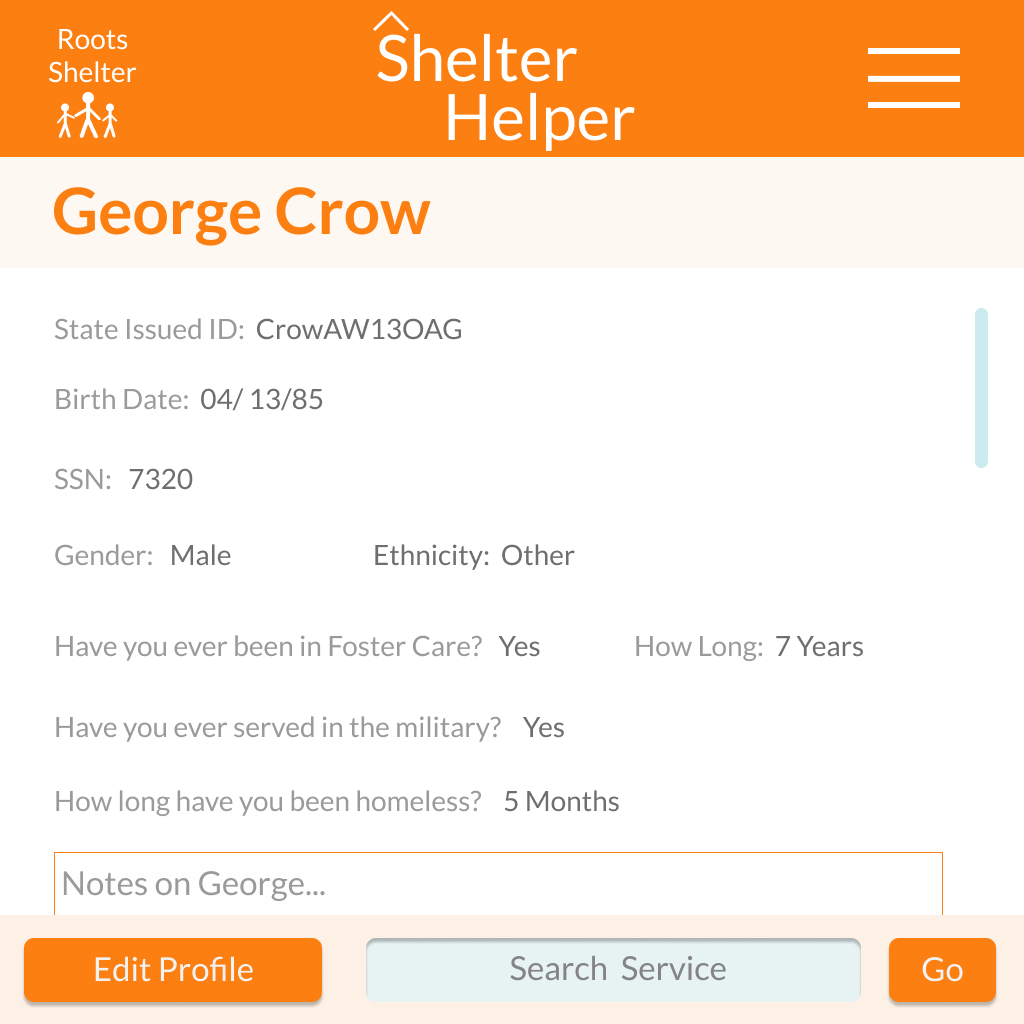 Roots
Shelter
Shelter
Helper
George Crow
State Issued ID: CrowAW13OAG
Birth Date: 04/ 13/85
SSN: 7320
Gender: Male Ethnicity: Other
Have you ever been in Foster Care? Yes How Long: 7 Years
Have you ever served in the military? Yes
How long have you been homeless? 5 Months
Notes on George...
Edit Profile Search Service Go